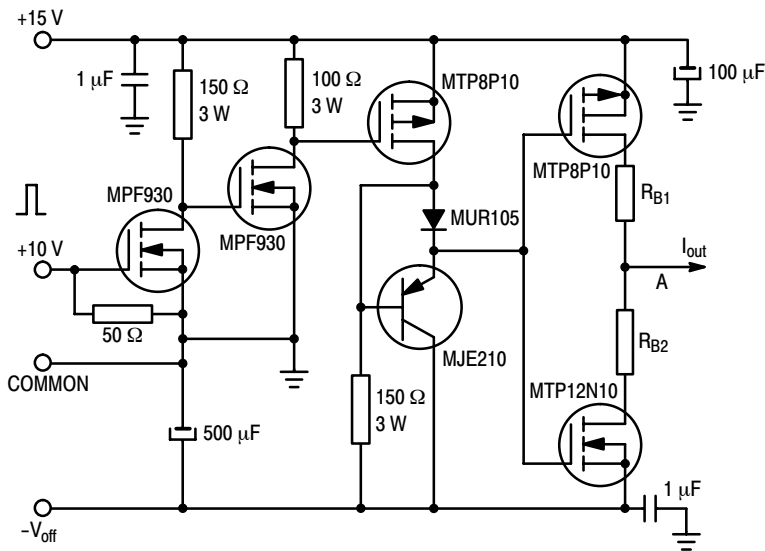 +15 V
1 μF
150 Ω
3 W
100 Ω
3 W
MTP8P10
100 μF
MPF930
MPF930
MTP8P10
MUR105
R_B1
+10 V
I_out
A
50 Ω
MJE210
R_B2
COMMON
500 μF
150 Ω
3 W
MTP12N10
1 μF
–V_off